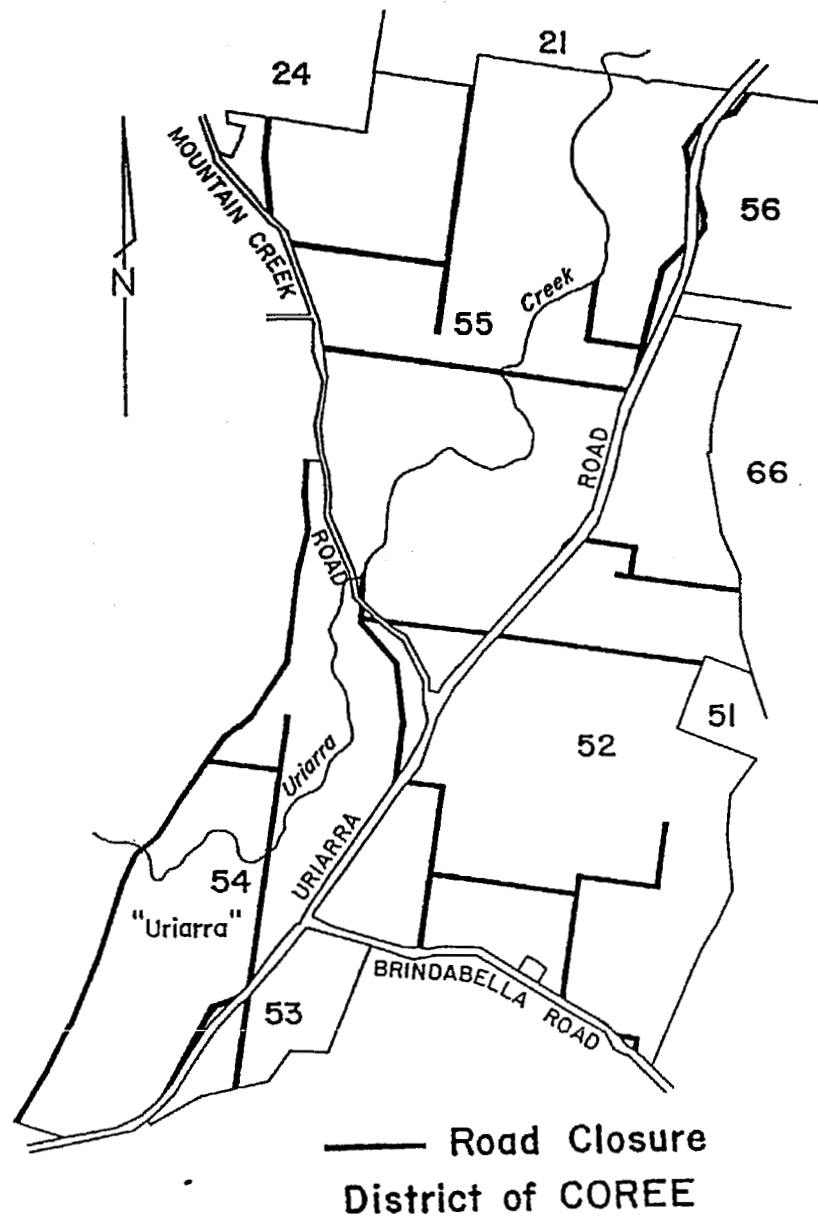 21
24
MOUNTAIN CREEK
56
N
Creek
55
ROAD
66
ROAD
51
52
Uriarra
URIARRA
54
"Uriarra"
BRINDABELLA ROAD
53
Road Closure
District of COREE